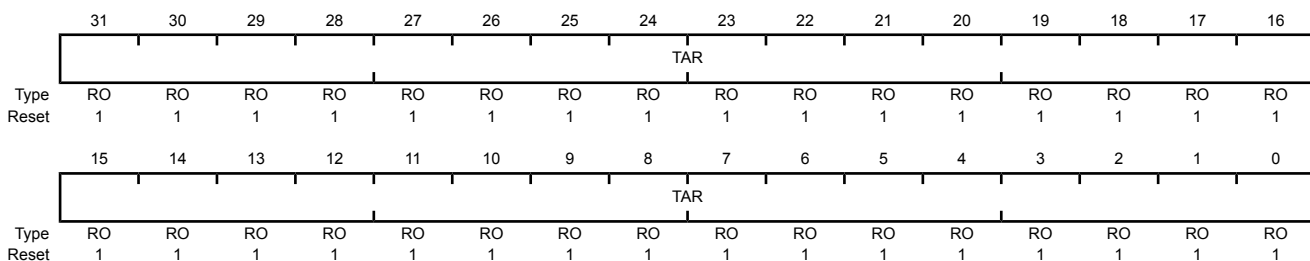 31 30 29 28 27 26 25 24 23 22 21 20 19 18 17 16
TAR
Type RO RO RO RO RO RO RO RO RO RO RO RO RO RO RO RO
Reset 1 1 1 1 1 1 1 1 1 1 1 1 1 1 1 1
15 14 13 12 11 10 9 8 7 6 5 4 3 2 1 0
TAR
Type RO RO RO RO RO RO RO RO RO RO RO RO RO RO RO RO
Reset 1 1 1 1 1 1 1 1 1 1 1 1 1 1 1 1